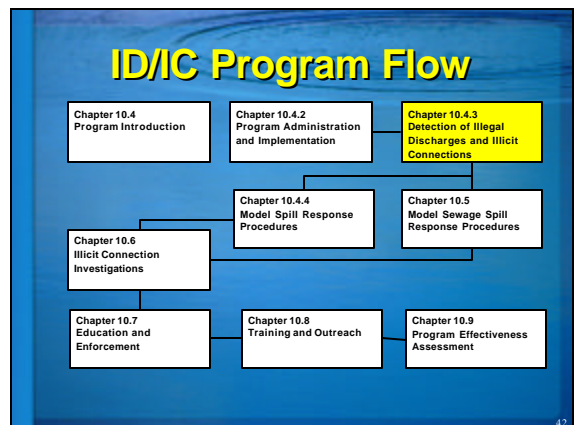 ID/IC Program Flow
Chapter 10.4
Program Introduction
Chapter 10.4.2
Program Administration
and Implementation
Chapter 10.4.3
Detection of Illegal
Discharges and Illicit
Connections
Chapter 10.4.4
Model Spill Response
Procedures
Chapter 10.5
Model Sewage Spill
Response Procedures
Chapter 10.6
Illicit Connection
Investigations
Chapter 10.7
Education and
Enforcement
Chapter 10.8
Training and Outreach
Chapter 10.9
Program Effectiveness
Assessment
42